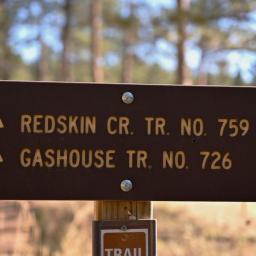 REDSKIN CR. TR. NO. 759
GASHOUSE TR. NO. 726
TRAIL